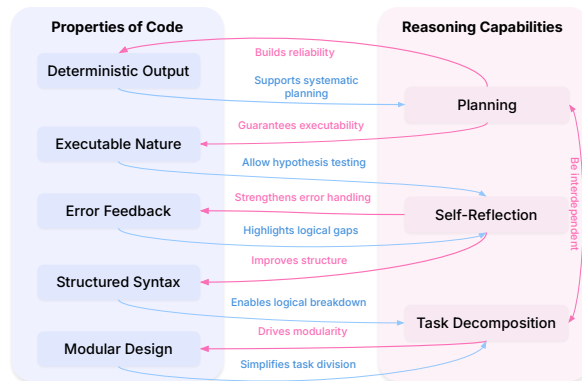 Properties of Code
Reasoning Capabilities
Builds reliability
Deterministic Output
Supports systematic
planning
Planning
Guarantees executability
Executable Nature
Allow hypothesis testing
Be interdependent
Strengthens error handling
Error Feedback
Self-Reflection
Highlights logical gaps
Improves structure
Structured Syntax
Enables logical breakdown
Task Decomposition
Drives modularity
Modular Design
Simplifies task division